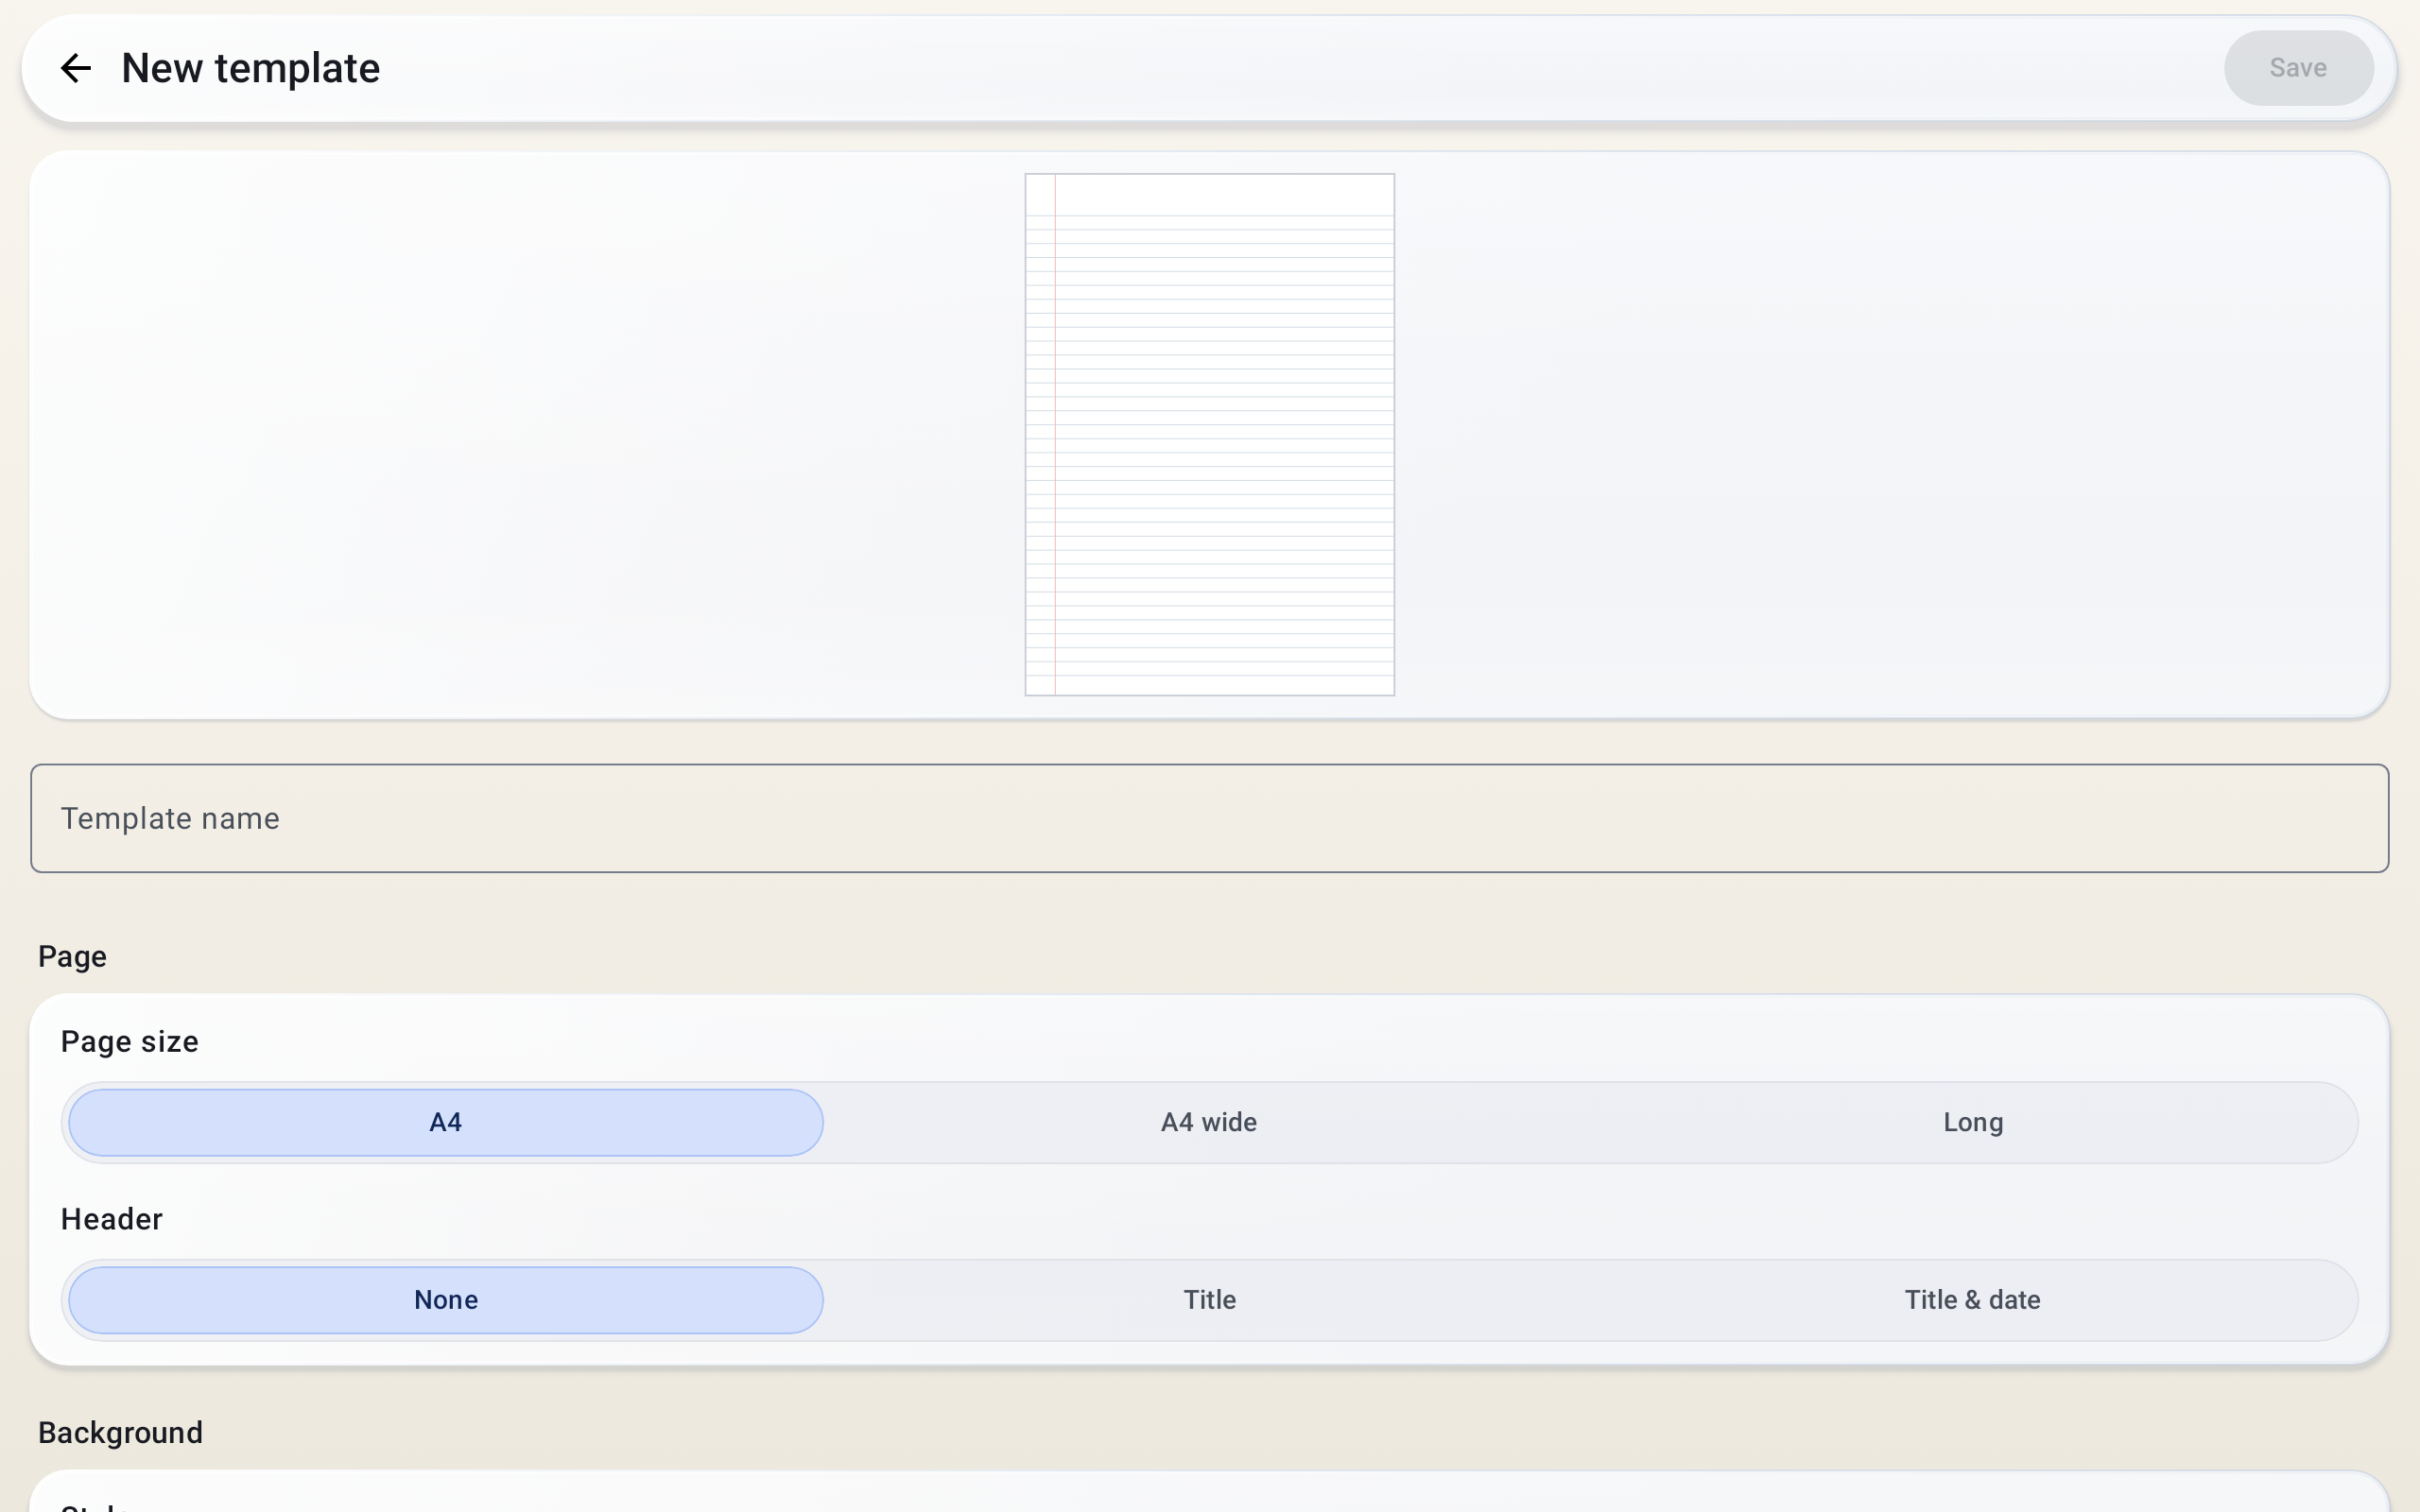 New template
Save
Template name
Page
Page size
A4
A4 wide
Long
Header
None
Title
Title & date
Background